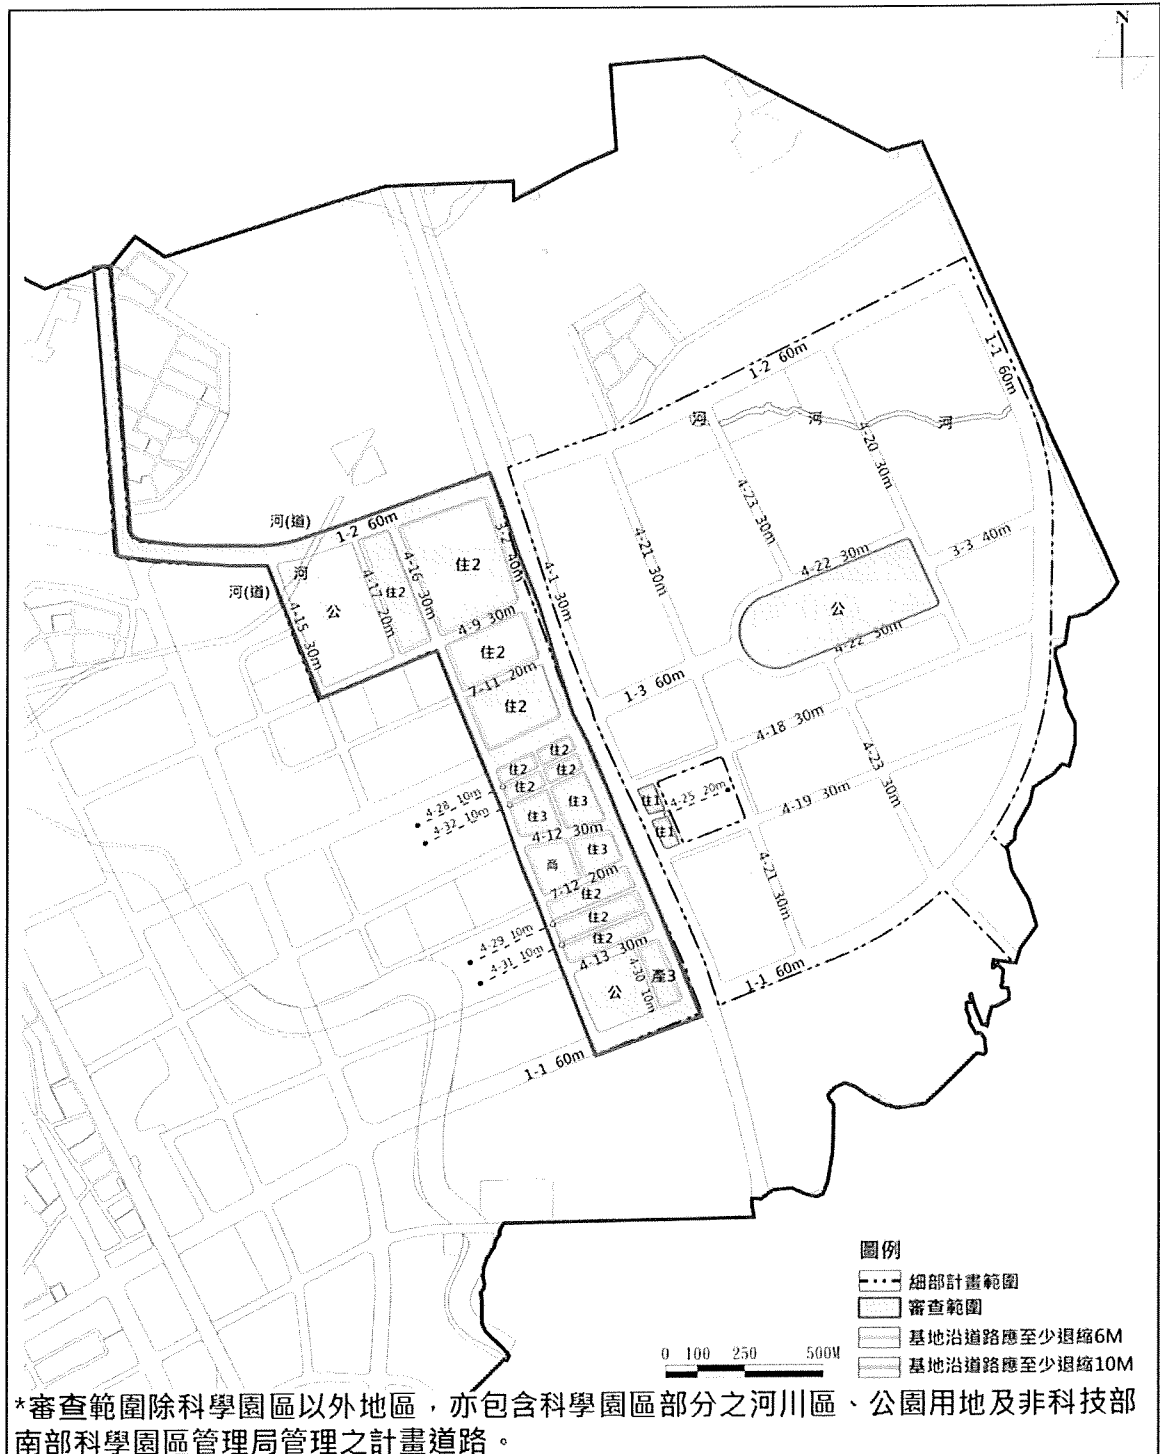 N
1-1 60m
1-2 60m
河
河
河
4-20 30m
4-23 30m
4-21 30m
4-22 30m
3-3 40m
公
4-22 30m
河(道)
1-2 60m
3-2 40m
4-1 30m
住2
4-16 30m
河
河(道)
4-17 20m
住2
公
4-15 30m
4-9 30m
住2
7-11 20m
住2
1-3 60m
4-18 30m
4-23 30m
住2
住2
住2
住2
4-28 10m
4-32 10m
住3
住3
4-12 30m
住1
4-25 20m
住1
4-19 30m
商
住3
7-12 20m
住2
4-21 30m
住2
4-29 10m
住2
4-31 10m
4-13 30m
4-30 10m
產3
公
1-1 60m
1-1 60m
圖例
細部計畫範圍
審查範圍
基地沿道路應至少退縮6M
基地沿道路應至少退縮10M
0 100 250 500M
*審查範圍除科學園區以外地區，亦包含科學園區部分之河川區、公園用地及非科技部
南部科學園區管理局管理之計畫道路。